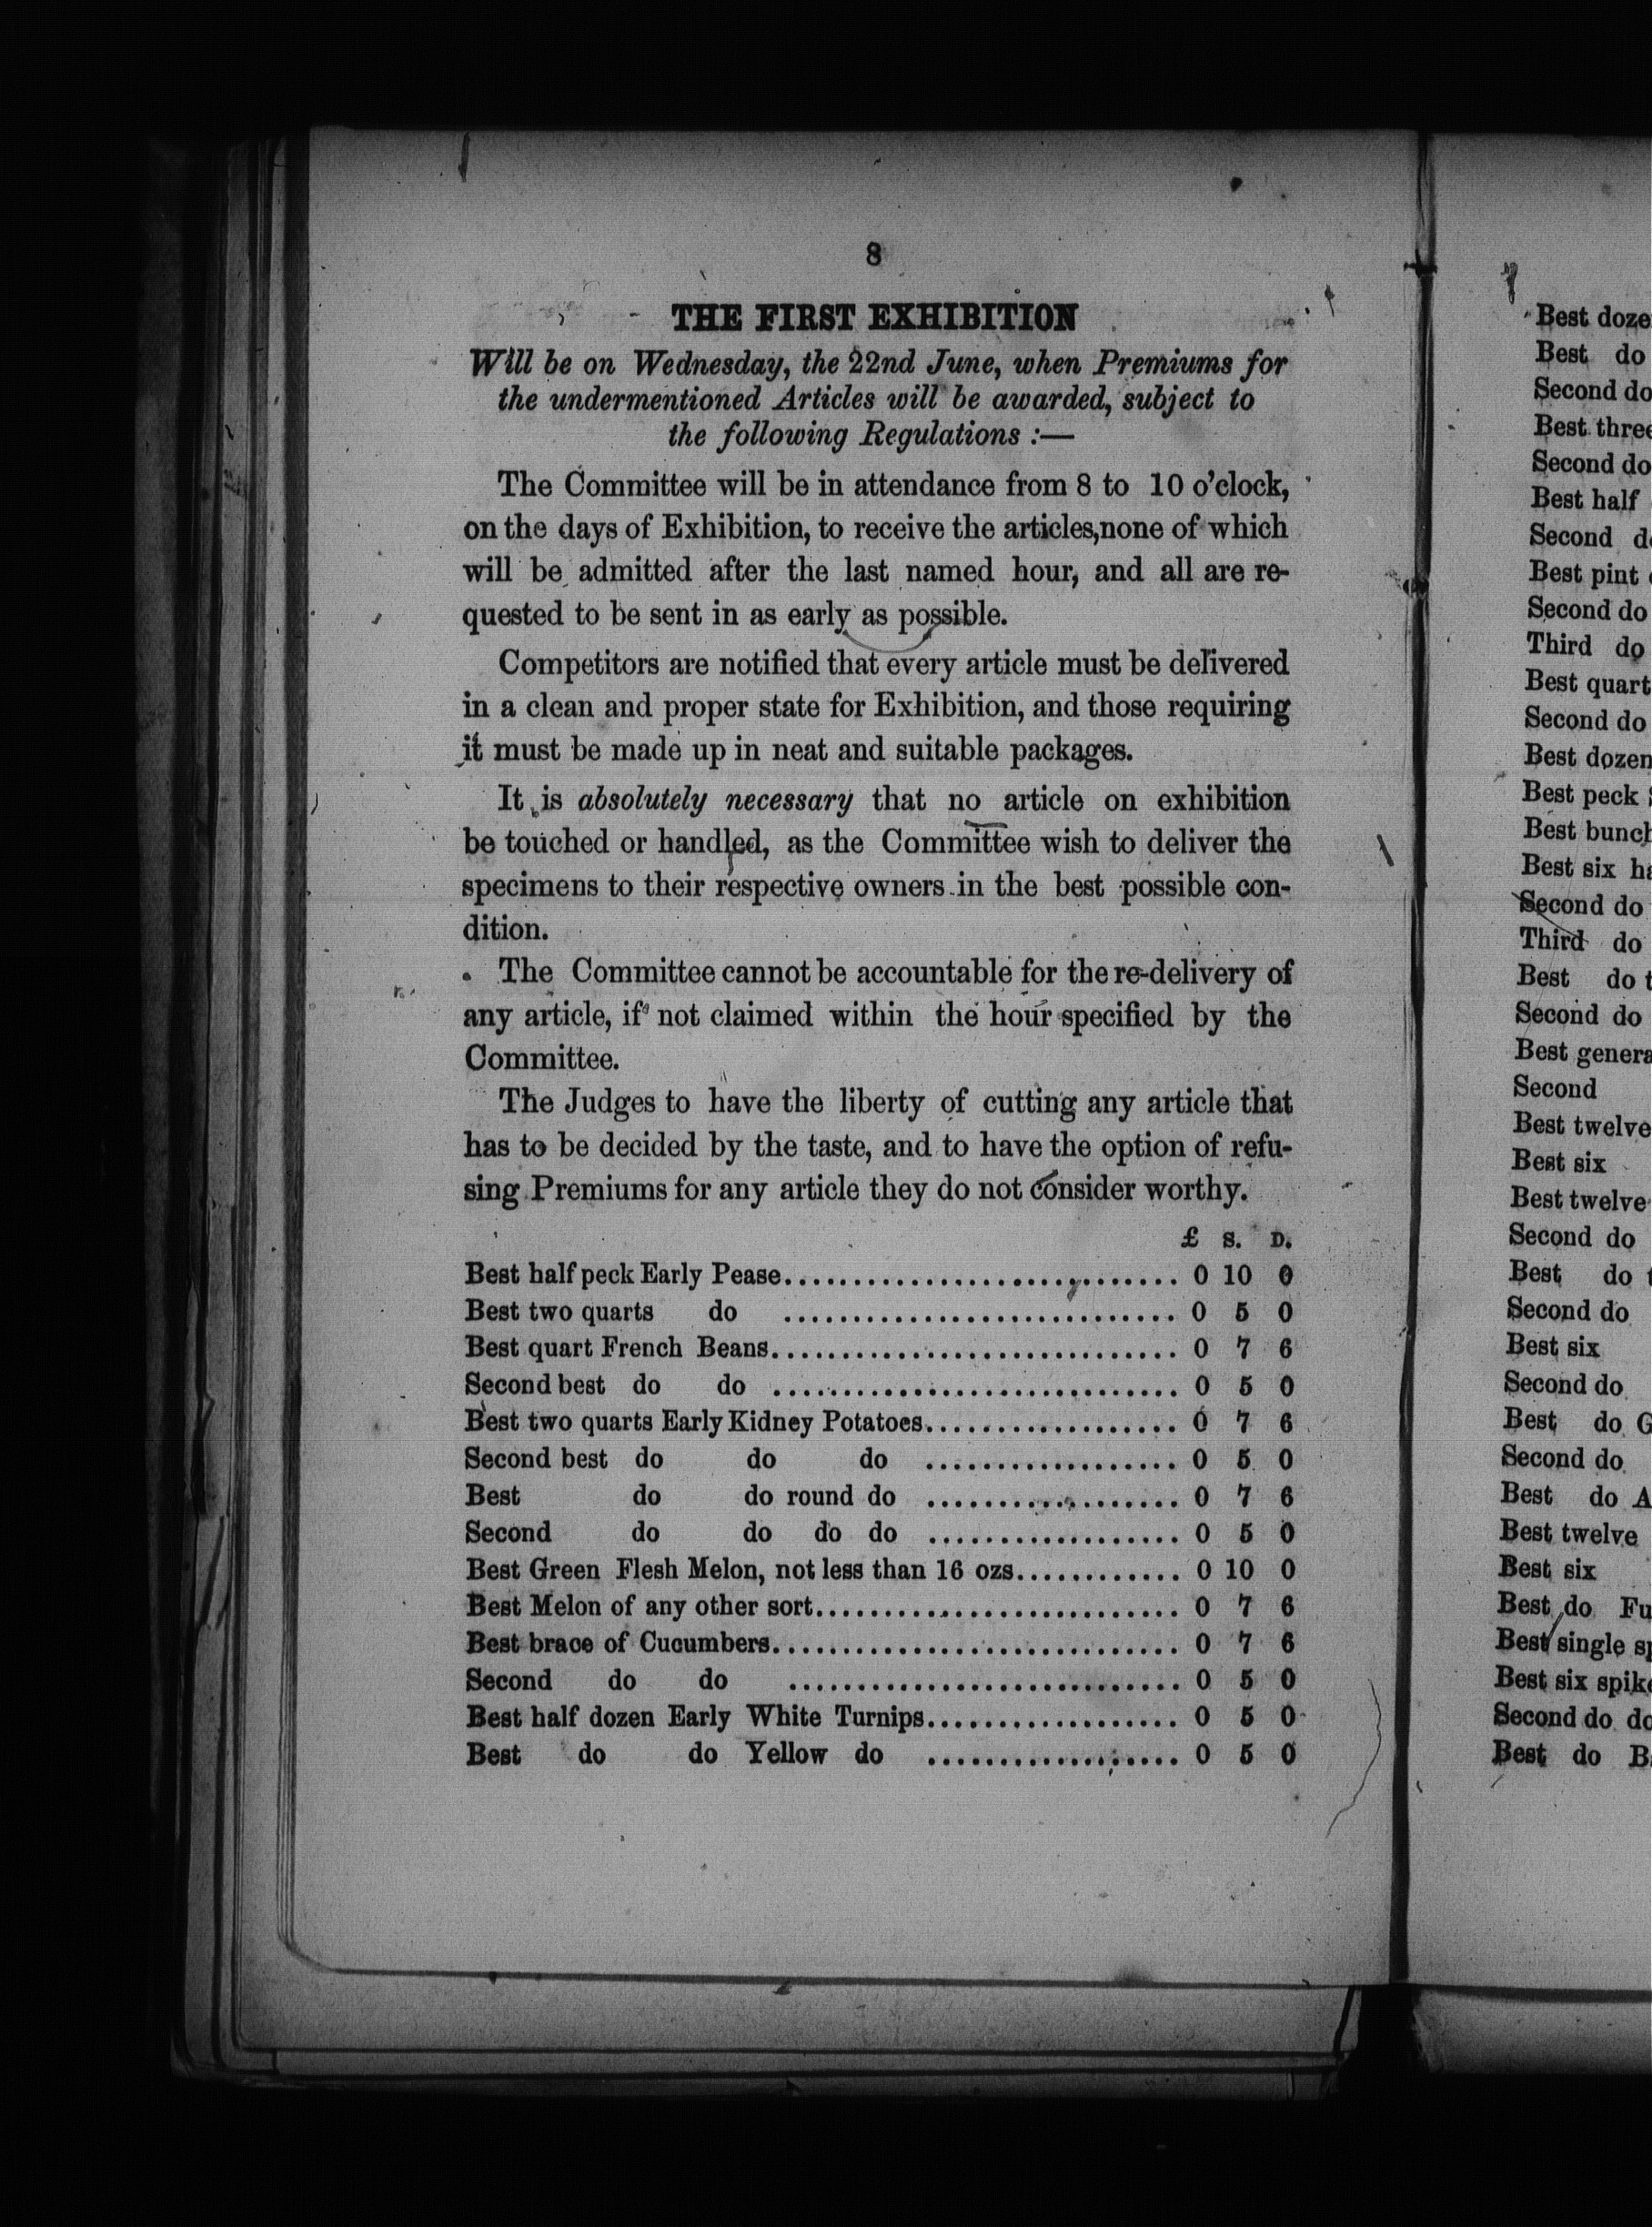 8
THE FIRST EXHIBITION
Will be on Wednesday, the 22nd June, when Premiums for
the undermentioned Articles will be awarded, subject to
the following Regulations :—
The Committee will be in attendance from 8 to 10 o'clock,
on the days of Exhibition, to receive the articles,none of which
will be admitted after the last named hour, and all are re-
quested to be sent in as early as possible.
Competitors are notified that every article must be delivered
in a clean and proper state for Exhibition, and those requiring
it must be made up in neat and suitable packages.
It is absolutely necessary that no article on exhibition
be touched or handled, as the Committee wish to deliver the
specimens to their respective owners in the best possible con-
dition.
The Committee cannot be accountable for the re-delivery of
any article, if not claimed within the hour specified by the
Committee.
The Judges to have the liberty of cutting any article that
has to be decided by the taste, and to have the option of refu-
sing Premiums for any article they do not consider worthy.
£ S. D.
Best half peck Early Pease............................. 0 10 0
Best two quarts do ............................. 0 5 0
Best quart French Beans.............................. 0 7 6
Second best do do .............................. 0 5 0
Best two quarts Early Kidney Potatoes................... 0 7 6
Second best do do do ................... 0 5 0
Best do do round do ................... 0 7 6
Second do do do do ................... 0 5 0
Best Green Flesh Melon, not less than 16 ozs............ 0 10 0
Best Melon of any other sort........................... 0 7 6
Best brace of Cucumbers.............................. 0 7 6
Second do do ............................. 0 5 0
Best half dozen Early White Turnips................... 0 5 0
Best do do Yellow do ................... 0 5 0
Best doze
Best do
Second do
Best three
Second do
Best half
Second d
Best pint
Second do
Third do
Best quart
Second do
Best dozen
Best peck
Best bunch
Best six ha
Second do
Third do
Best do t
Second do
Best genera
Second
Best twelve
Best six
Best twelve
Second do
Best do
Second do
Best six
Second do
Best do G
Second do
Best do A
Best twelve
Best six
Best do Fu
Best single sp
Best six spike
Second do do
Best do B